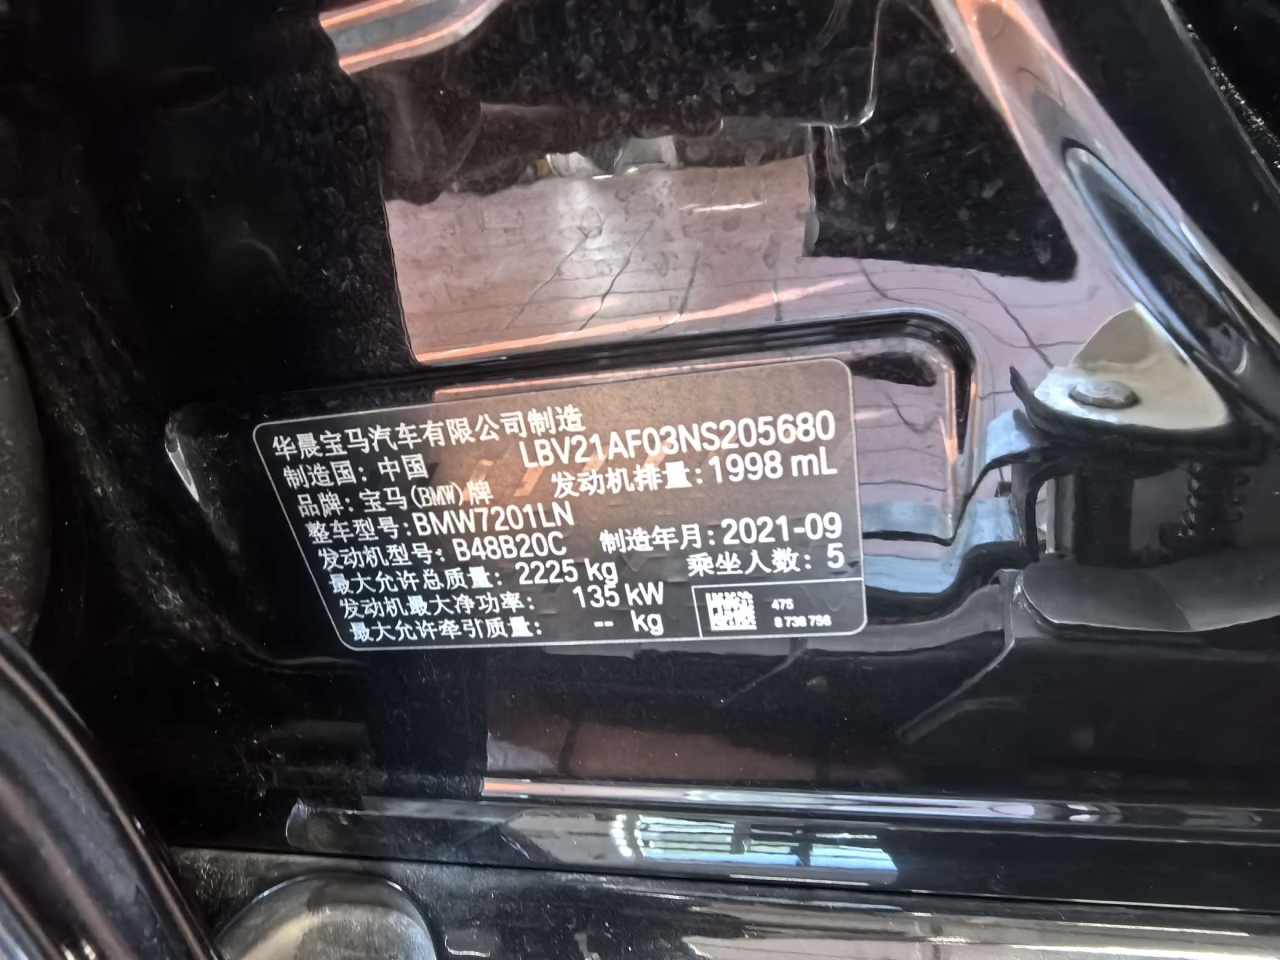 华晨宝马汽车有限公司制造
制造国：中国 LBV21AF03NS205680
品牌：宝马(BMW)牌 发动机排量：1998 mL
整车型号：BMW7201LN
发动机型号：B48B20C 制造年月：2021-09
最大允许总质量：2225 kg 乘坐人数：5
发动机最大净功率：135 kW
最大允许牵引质量：-- kg
475
8 738 756